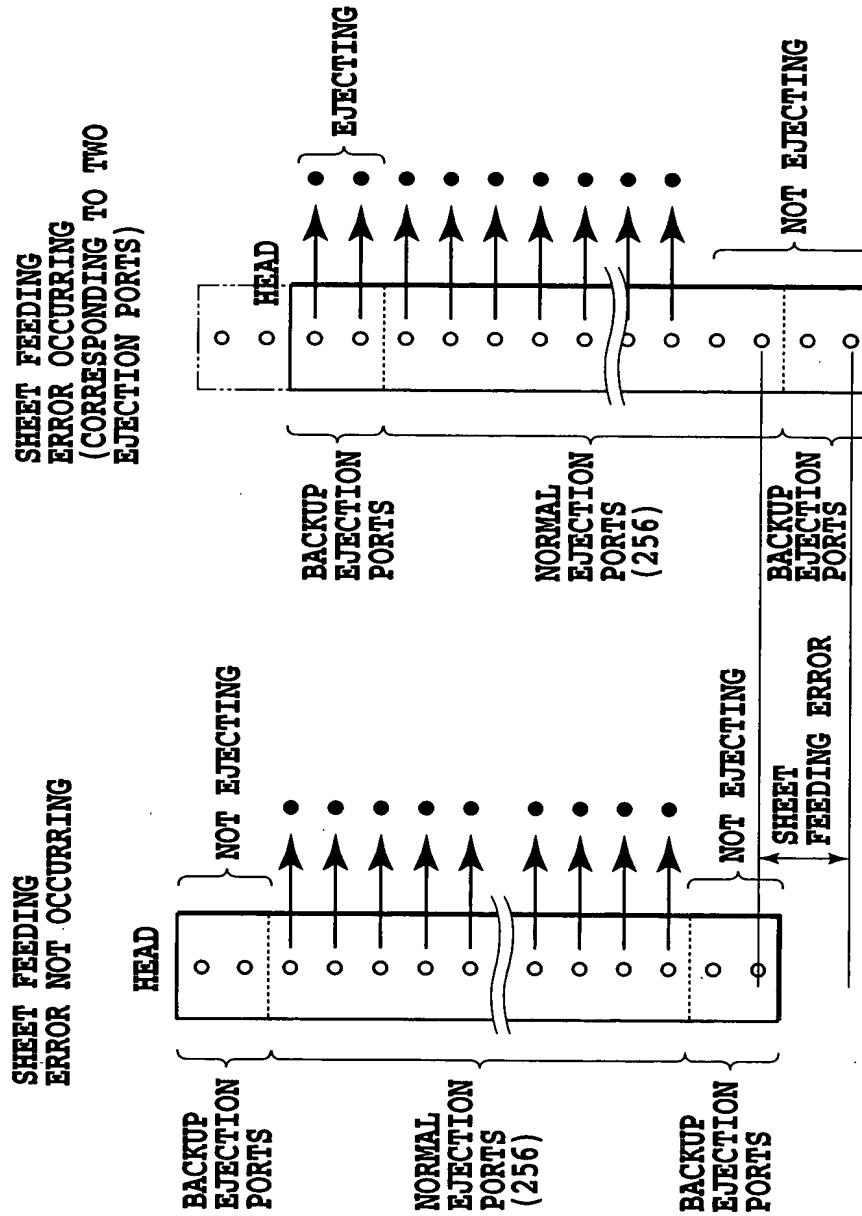 SHEET FEEDING
ERROR NOT OCCURRING
HEAD
BACKUP
EJECTION
PORTS
NOT EJECTING
NORMAL
EJECTION
PORTS
(256)
BACKUP
EJECTION
PORTS
NOT EJECTING
SHEET
FEEDING ERROR
SHEET FEEDING
ERROR OCCURRING
(CORRESPONDING TO TWO
EJECTION PORTS)
HEAD
EJECTING
BACKUP
EJECTION
PORTS
NORMAL
EJECTION
PORTS
(256)
BACKUP
EJECTION
PORTS
NOT EJECTING